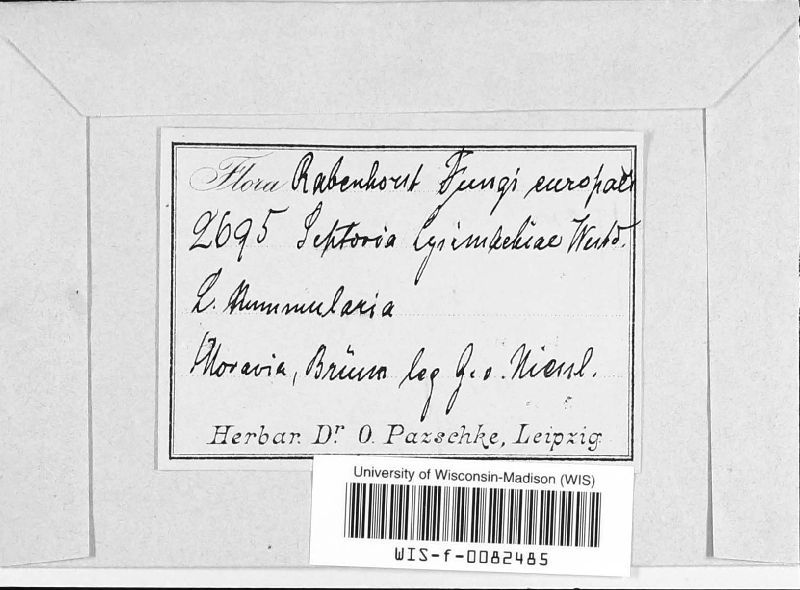 Flora Rabenhorst Fungi europaei
2695 Septoria Lysimachiae Westd.
L. Nummularia
Moravia, Brünn leg G. v. Niessl.
Herbar. Dr O. Pazschke, Leipzig.
University of Wisconsin-Madison (WIS)
WIS-f-0082485